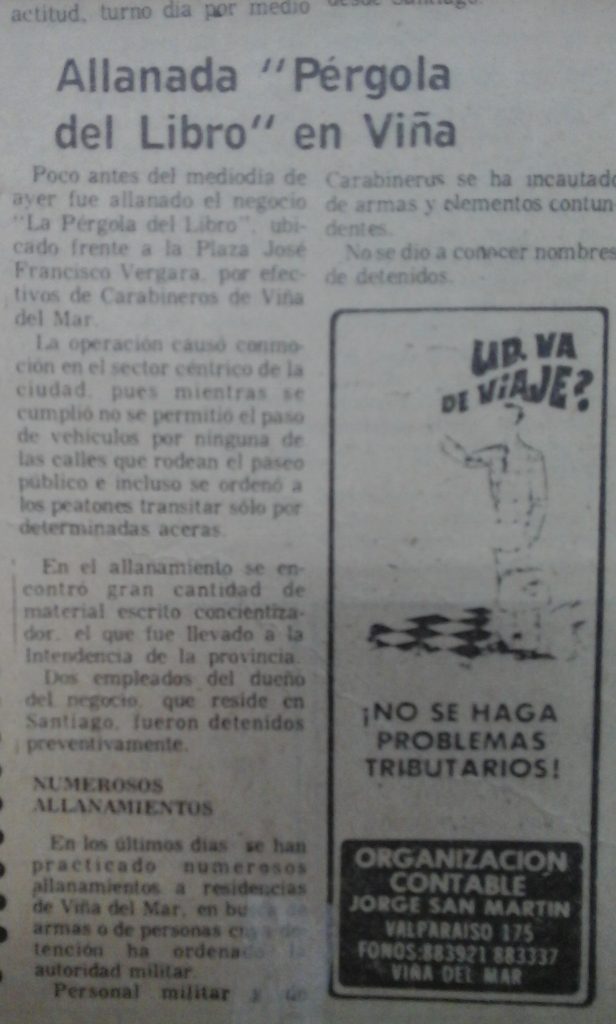 actitud, turno dia por medio
desde Santiago.
Allanada "Pérgola
del Libro" en Viña
Poco antes del mediodia de
ayer fue allanado el negocio
"La Pérgola del Libro", ubi-
cado frente a la Plaza José
Francisco Vergara, por efec-
tivos de Carabineros de Viña
del Mar.
La operación causó conmo-
ción en el sector céntrico de la
ciudad, pues mientras se
cumplió no se permitió el paso
de vehículos por ninguna de
las calles que rodean el paseo
público e incluso se ordenó a
los peatones transitar sólo por
determinadas aceras.
En el allanamiento se en-
contró gran cantidad de
material escrito concientiza-
dor, el que fue llevado a la
Intendencia de la provincia.
Dos empleados del dueño
del negocio, que reside en
Santiago, fueron detenidos
preventivamente.
NUMEROSOS
ALLANAMIENTOS
En los últimos días se han
practicado numerosos
allanamientos a residencias
de Viña del Mar, en busca de
armas o de personas cuya de-
tención ha ordenado la
autoridad militar.
Personal militar y de
Carabinerus se ha incautado
de armas y elementos contun-
dentes.
No se dio a conocer nombres
de detenidos.
UD. VA
DE VIAJE?
¡NO SE HAGA
PROBLEMAS
TRIBUTARIOS!
ORGANIZACION
CONTABLE
JORGE SAN MARTIN
VALPARAISO 175
FONOS:883921 883337
VIÑA DEL MAR